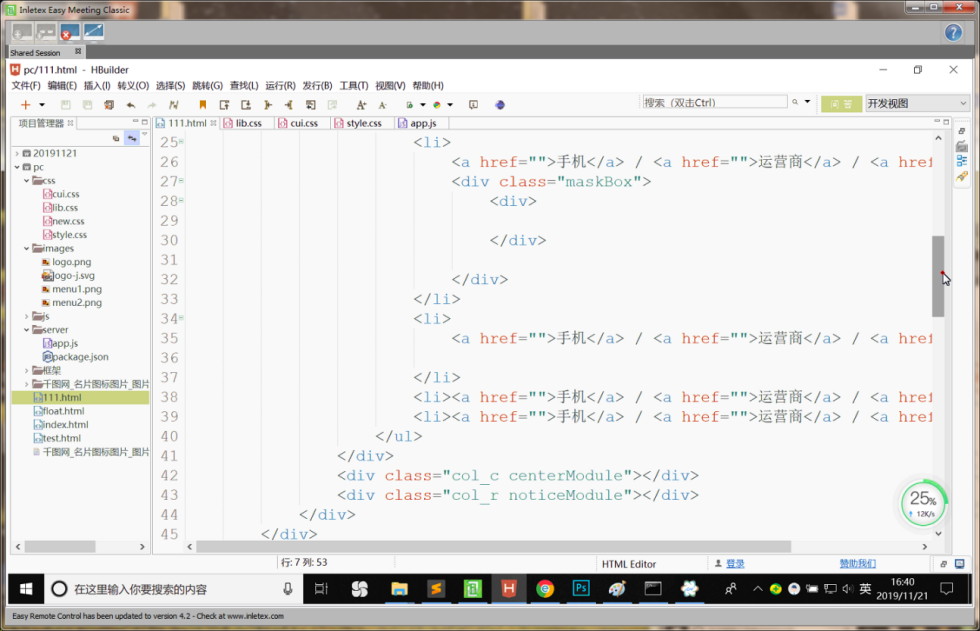 Inletex Easy Meeting Classic
Shared Session
pc/111.html - HBuilder
文件(F) 编辑(E) 插入(I) 转义(O) 选择(S) 跳转(G) 查找(L) 运行(R) 发行(B) 工具(T) 视图(V) 帮助(H)
搜索（双击Ctrl)
问 答
开发视图
项目管理器
111.html
lib.css
cui.css
style.css
app.js
20191121
pc
css
cui.css
lib.css
new.css
style.css
images
logo.png
logo-j.svg
menu1.png
menu2.png
js
server
app.js
package.json
框架
千图网_名片图标图片_图片
111.html
float.html
index.html
test.html
千图网_名片图标图片_图片
25 <li>
26 <a href="">手机</a> / <a href="">运营商</a> / <a href
27 <div class="maskBox">
28 <div>
29
30 </div>
31
32 </div>
33 </li>
34 <li>
35 <a href="">手机</a> / <a href="">运营商</a> / <a href
36
37 </li>
38 <li><a href="">手机</a> / <a href="">运营商</a> / <a href
39 <li><a href="">手机</a> / <a href="">运营商</a> / <a href
40 </ul>
41 </div>
42 <div class="col_c centerModule"></div>
43 <div class="col_r noticeModule"></div>
44 </div>
45 </div>
25%
12K/s
行: 7 列: 53
HTML Editor
登录
赞助我们
在这里输入你要搜索的内容
英
16:40
2019/11/21
Easy Remote Control has been updated to version 4.2 - Check at www.inletex.com